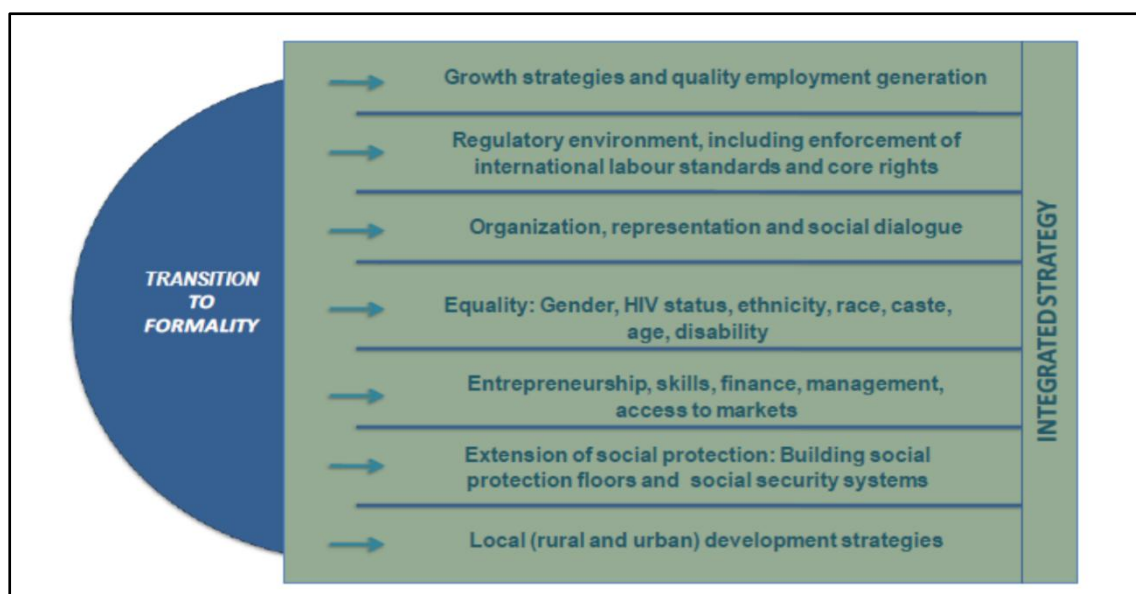 TRANSITION
TO
FORMALITY
Growth strategies and quality employment generation
Regulatory environment, including enforcement of
international labour standards and core rights
Organization, representation and social dialogue
Equality: Gender, HIV status, ethnicity, race, caste,
age, disability
Entrepreneurship, skills, finance, management,
access to markets
Extension of social protection: Building social
protection floors and social security systems
Local (rural and urban) development strategies
INTEGRATEDSTRATEGY